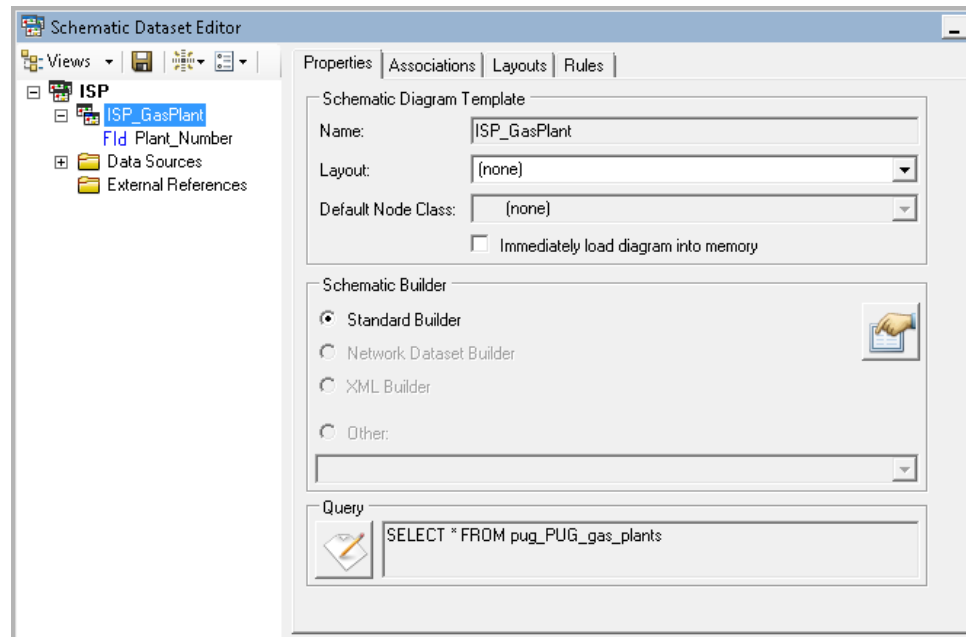 Schematic Dataset Editor
Views
ISP
ISP_GasPlant
Fld Plant_Number
Data Sources
External References
Properties Associations Layouts Rules
Schematic Diagram Template
Name: ISP_GasPlant
Layout: (none)
Default Node Class: (none)
Immediately load diagram into memory
Schematic Builder
Standard Builder
Network Dataset Builder
XML Builder
Other:
Query
SELECT * FROM pug_PUG_gas_plants